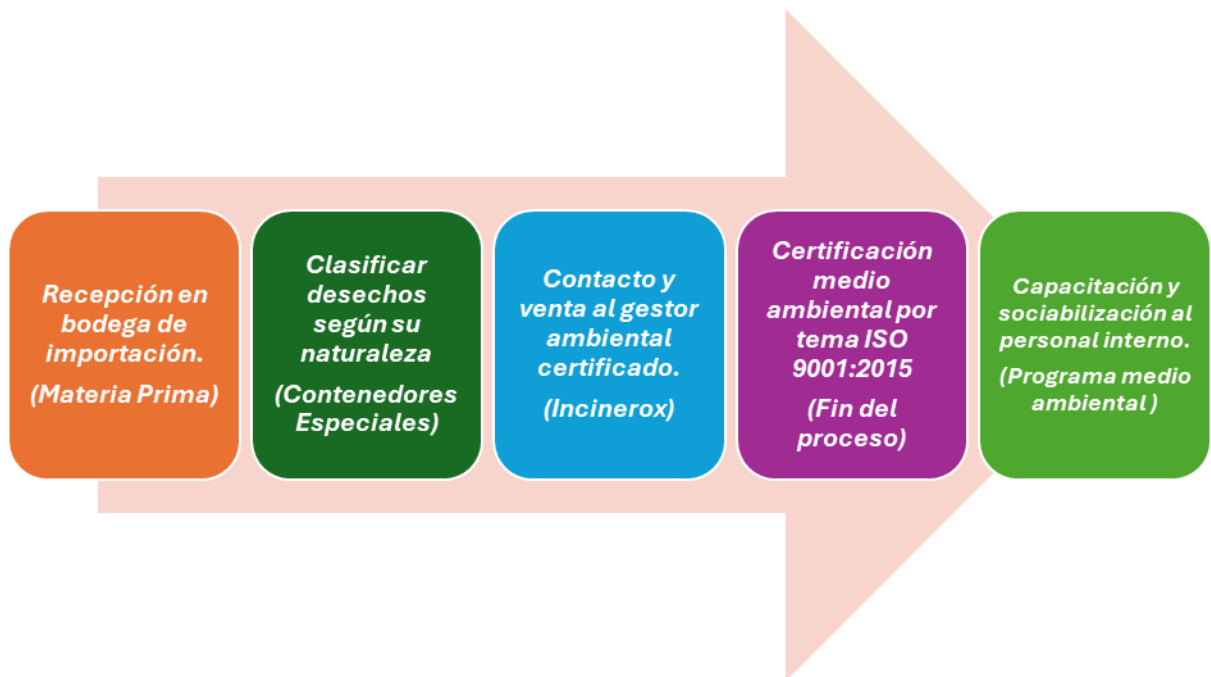 Recepción en
bodega de
importación.
(Materia Prima)
Clasificar
desechos
según su
naturaleza
(Contenedores
Especiales)
Contacto y
venta al gestor
ambiental
certificado.
(Incinerox)
Certificación
medio
ambiental por
tema ISO
9001:2015
(Fin del
proceso)
Capacitación y
sociabilización al
personal interno.
(Programa medio
ambiental )